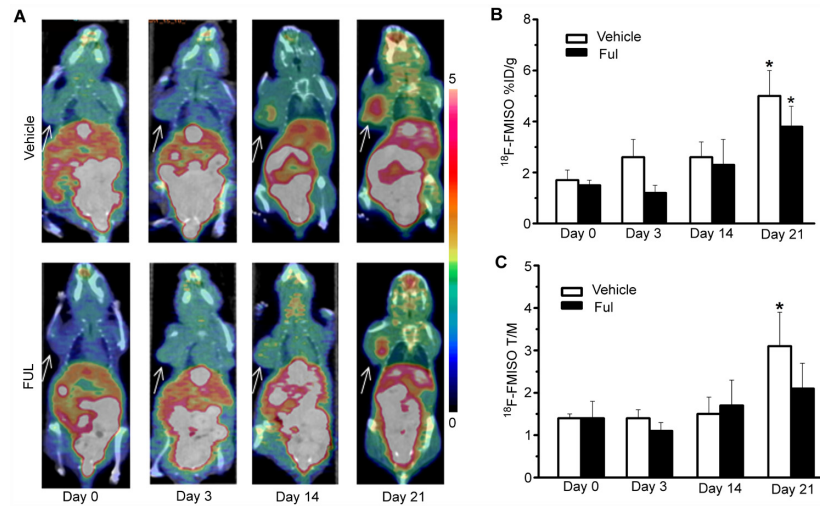 A
Vehicle
FUL
5
0
Day 0
Day 3
Day 14
Day 21
B
¹⁸F-FMISO %ID/g
8
6
4
2
0
Vehicle
Ful
*
*
Day 0
Day 3
Day 14
Day 21
C
¹⁸F-FMISO T/M
5
4
3
2
1
0
Vehicle
Ful
*
Day 0
Day 3
Day 14
Day 21